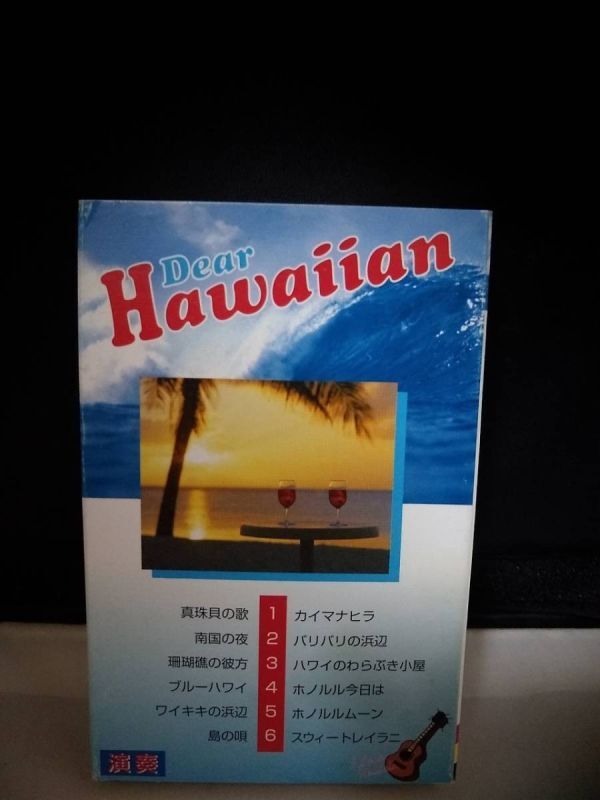 Dear
Hawaiian
真珠貝の歌 1 カイマナヒラ
南国の夜 2 バリバリの浜辺
珊瑚礁の彼方 3 ハワイのわらぶき小屋
ブルーハワイ 4 ホノルル今日は
ワイキキの浜辺 5 ホノルルムーン
島の唄 6 スウィートレイラニ
演奏